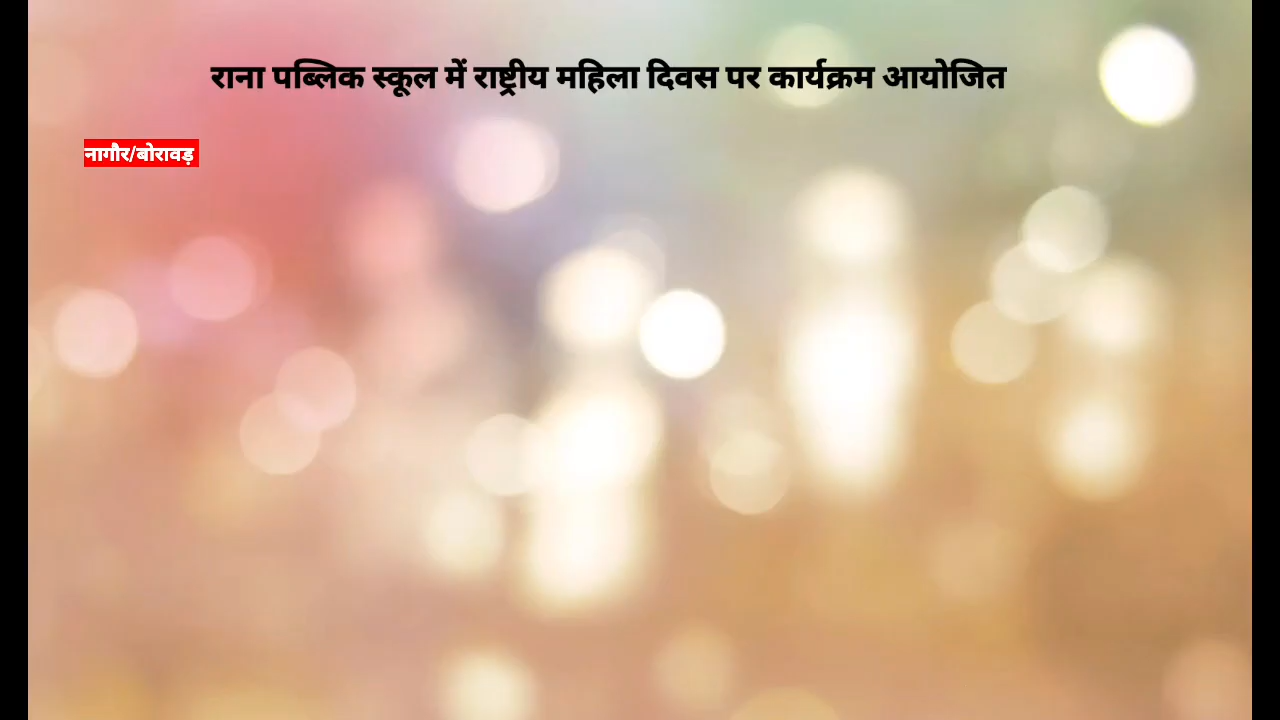 राना पब्लिक स्कूल में राष्ट्रीय महिला दिवस पर कार्यक्रम आयोजित
नागौर/बोरावड़